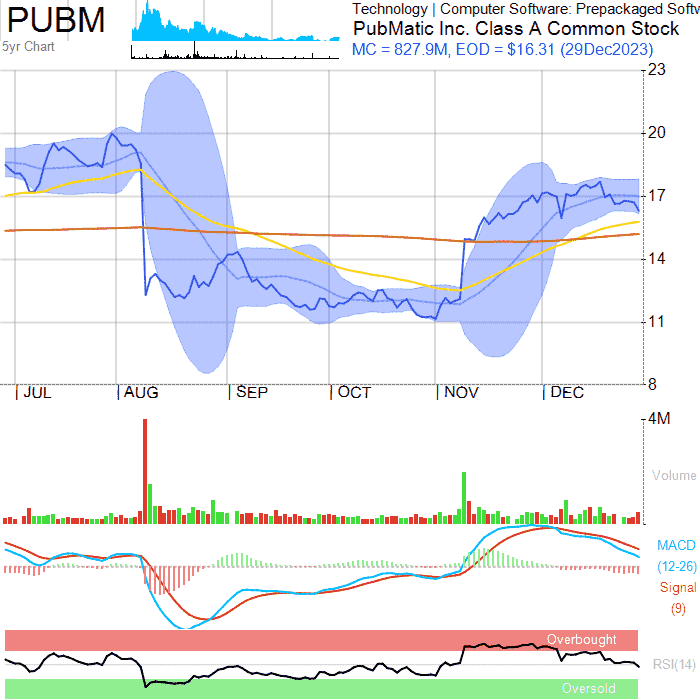 PUBM
5yr Chart
Technology | Computer Software: Prepackaged Softw
PubMatic Inc. Class A Common Stock
MC = 827.9M, EOD = $16.31 (29Dec2023)
23
20
17
14
11
8
JUL AUG SEP OCT NOV DEC
4M
Volume
MACD
(12-26)
Signal
(9)
Overbought
RSI(14)
Oversold